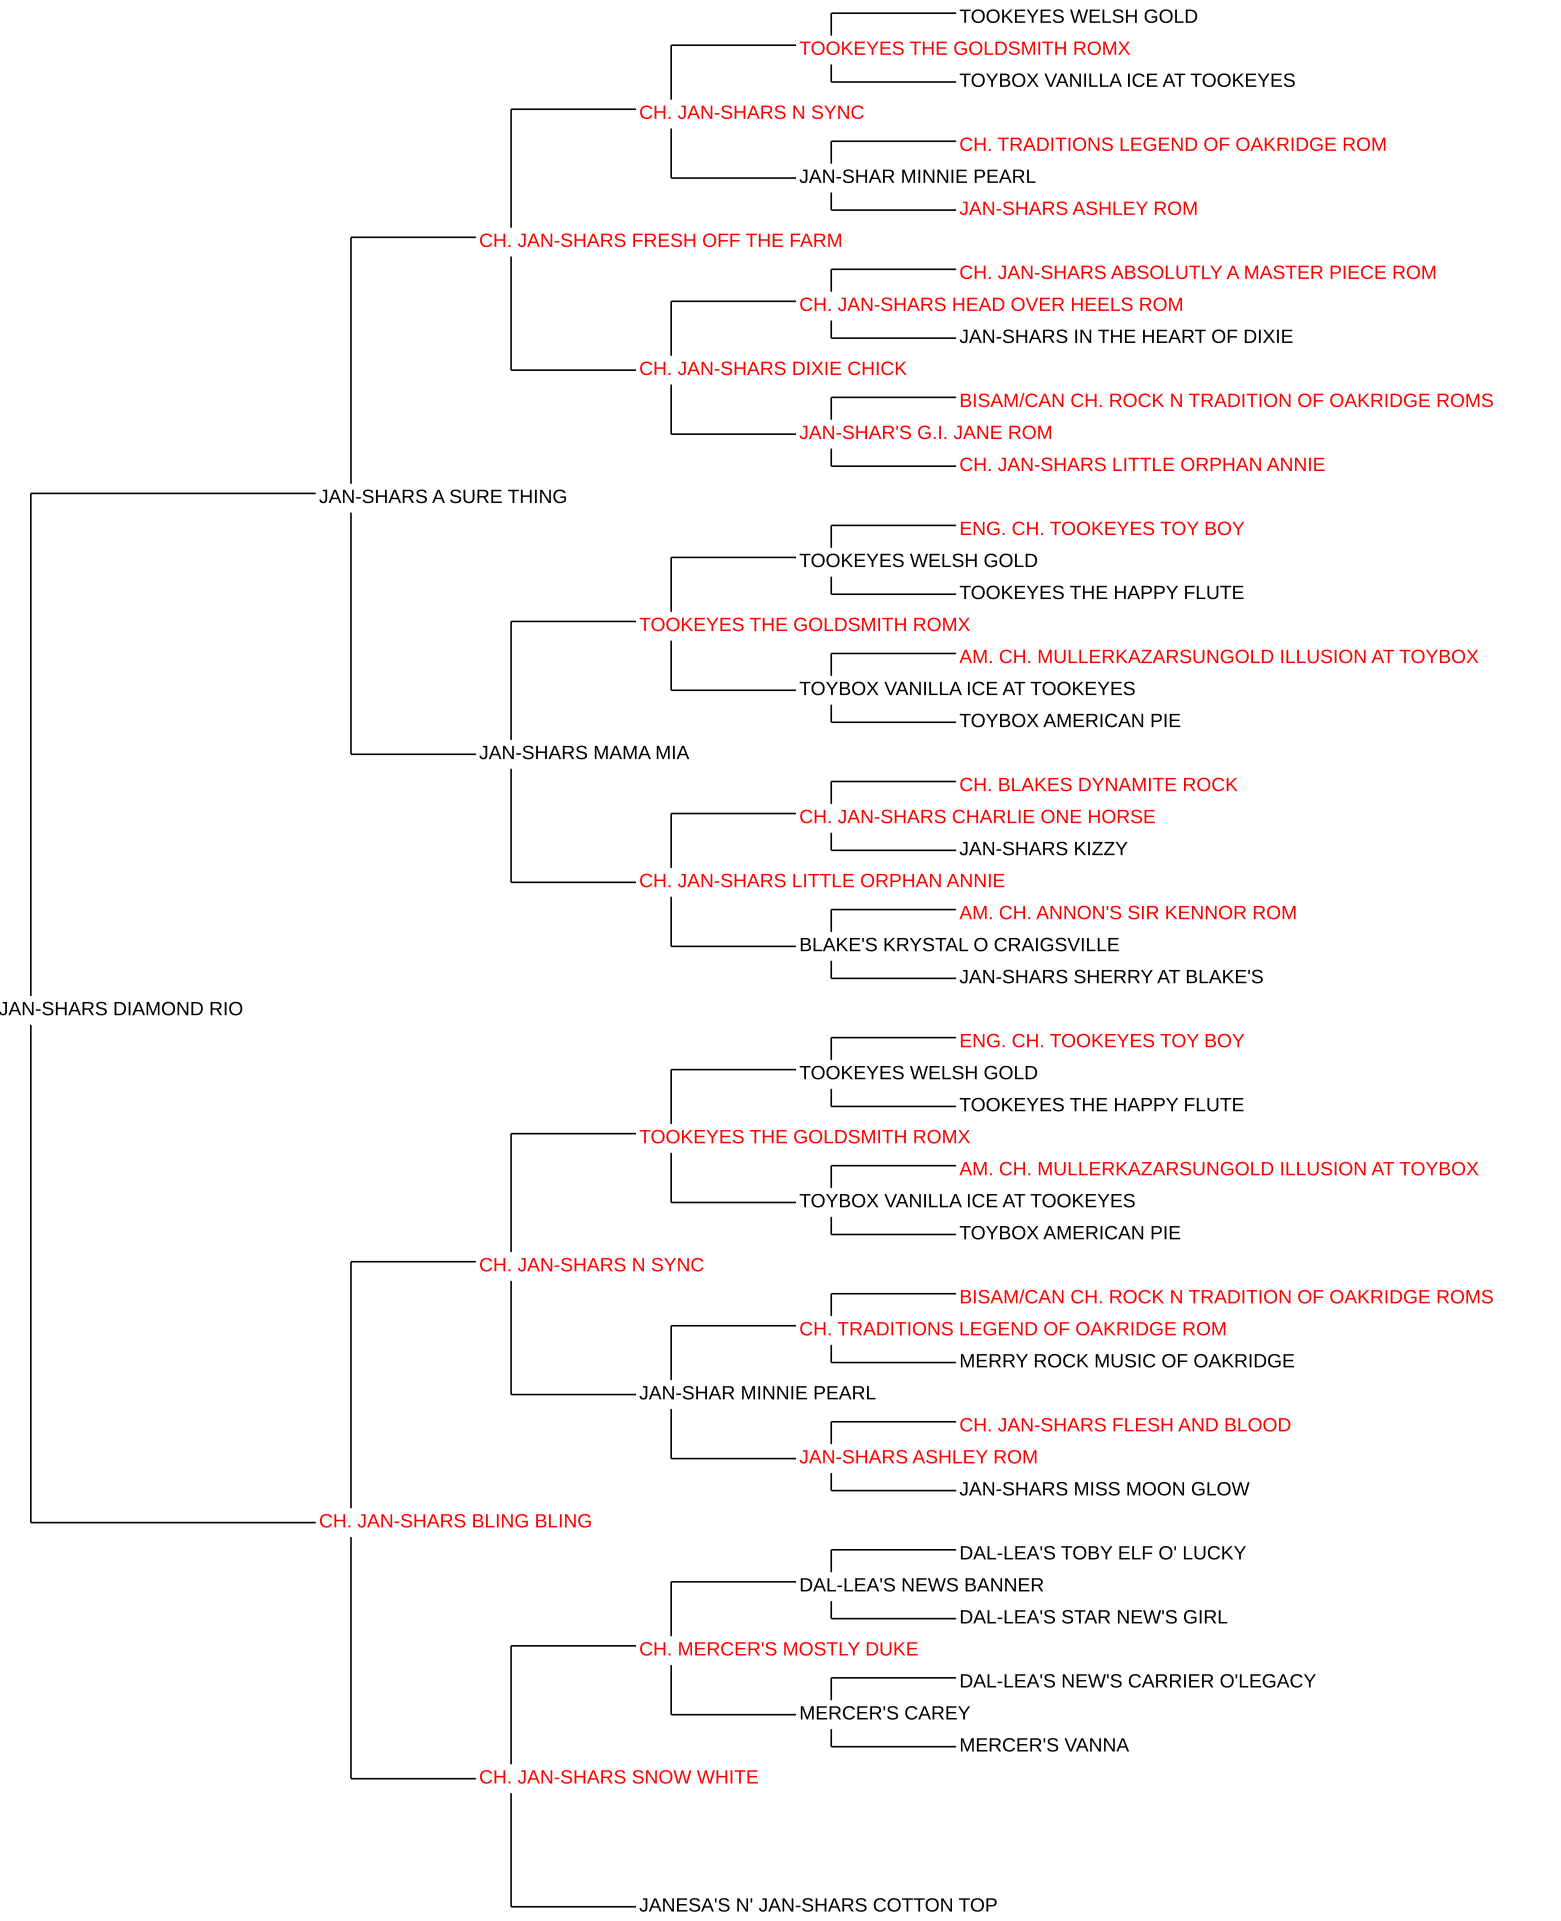 TOOKEYES WELSH GOLD
TOOKEYES THE GOLDSMITH ROMX
TOYBOX VANILLA ICE AT TOOKEYES
CH. JAN-SHARS N SYNC
CH. TRADITIONS LEGEND OF OAKRIDGE ROM
JAN-SHAR MINNIE PEARL
JAN-SHARS ASHLEY ROM
CH. JAN-SHARS FRESH OFF THE FARM
CH. JAN-SHARS ABSOLUTLY A MASTER PIECE ROM
CH. JAN-SHARS HEAD OVER HEELS ROM
JAN-SHARS IN THE HEART OF DIXIE
CH. JAN-SHARS DIXIE CHICK
BISAM/CAN CH. ROCK N TRADITION OF OAKRIDGE ROMS
JAN-SHAR'S G.I. JANE ROM
CH. JAN-SHARS LITTLE ORPHAN ANNIE
JAN-SHARS A SURE THING
ENG. CH. TOOKEYES TOY BOY
TOOKEYES WELSH GOLD
TOOKEYES THE HAPPY FLUTE
TOOKEYES THE GOLDSMITH ROMX
AM. CH. MULLERKAZARSUNGOLD ILLUSION AT TOYBOX
TOYBOX VANILLA ICE AT TOOKEYES
TOYBOX AMERICAN PIE
JAN-SHARS MAMA MIA
CH. BLAKES DYNAMITE ROCK
CH. JAN-SHARS CHARLIE ONE HORSE
JAN-SHARS KIZZY
CH. JAN-SHARS LITTLE ORPHAN ANNIE
AM. CH. ANNON'S SIR KENNOR ROM
BLAKE'S KRYSTAL O CRAIGSVILLE
JAN-SHARS SHERRY AT BLAKE'S
JAN-SHARS DIAMOND RIO
ENG. CH. TOOKEYES TOY BOY
TOOKEYES WELSH GOLD
TOOKEYES THE HAPPY FLUTE
TOOKEYES THE GOLDSMITH ROMX
AM. CH. MULLERKAZARSUNGOLD ILLUSION AT TOYBOX
TOYBOX VANILLA ICE AT TOOKEYES
TOYBOX AMERICAN PIE
CH. JAN-SHARS N SYNC
BISAM/CAN CH. ROCK N TRADITION OF OAKRIDGE ROMS
CH. TRADITIONS LEGEND OF OAKRIDGE ROM
MERRY ROCK MUSIC OF OAKRIDGE
JAN-SHAR MINNIE PEARL
CH. JAN-SHARS FLESH AND BLOOD
JAN-SHARS ASHLEY ROM
JAN-SHARS MISS MOON GLOW
CH. JAN-SHARS BLING BLING
DAL-LEA'S TOBY ELF O' LUCKY
DAL-LEA'S NEWS BANNER
DAL-LEA'S STAR NEW'S GIRL
CH. MERCER'S MOSTLY DUKE
DAL-LEA'S NEW'S CARRIER O'LEGACY
MERCER'S CAREY
MERCER'S VANNA
CH. JAN-SHARS SNOW WHITE
JANESA'S N' JAN-SHARS COTTON TOP